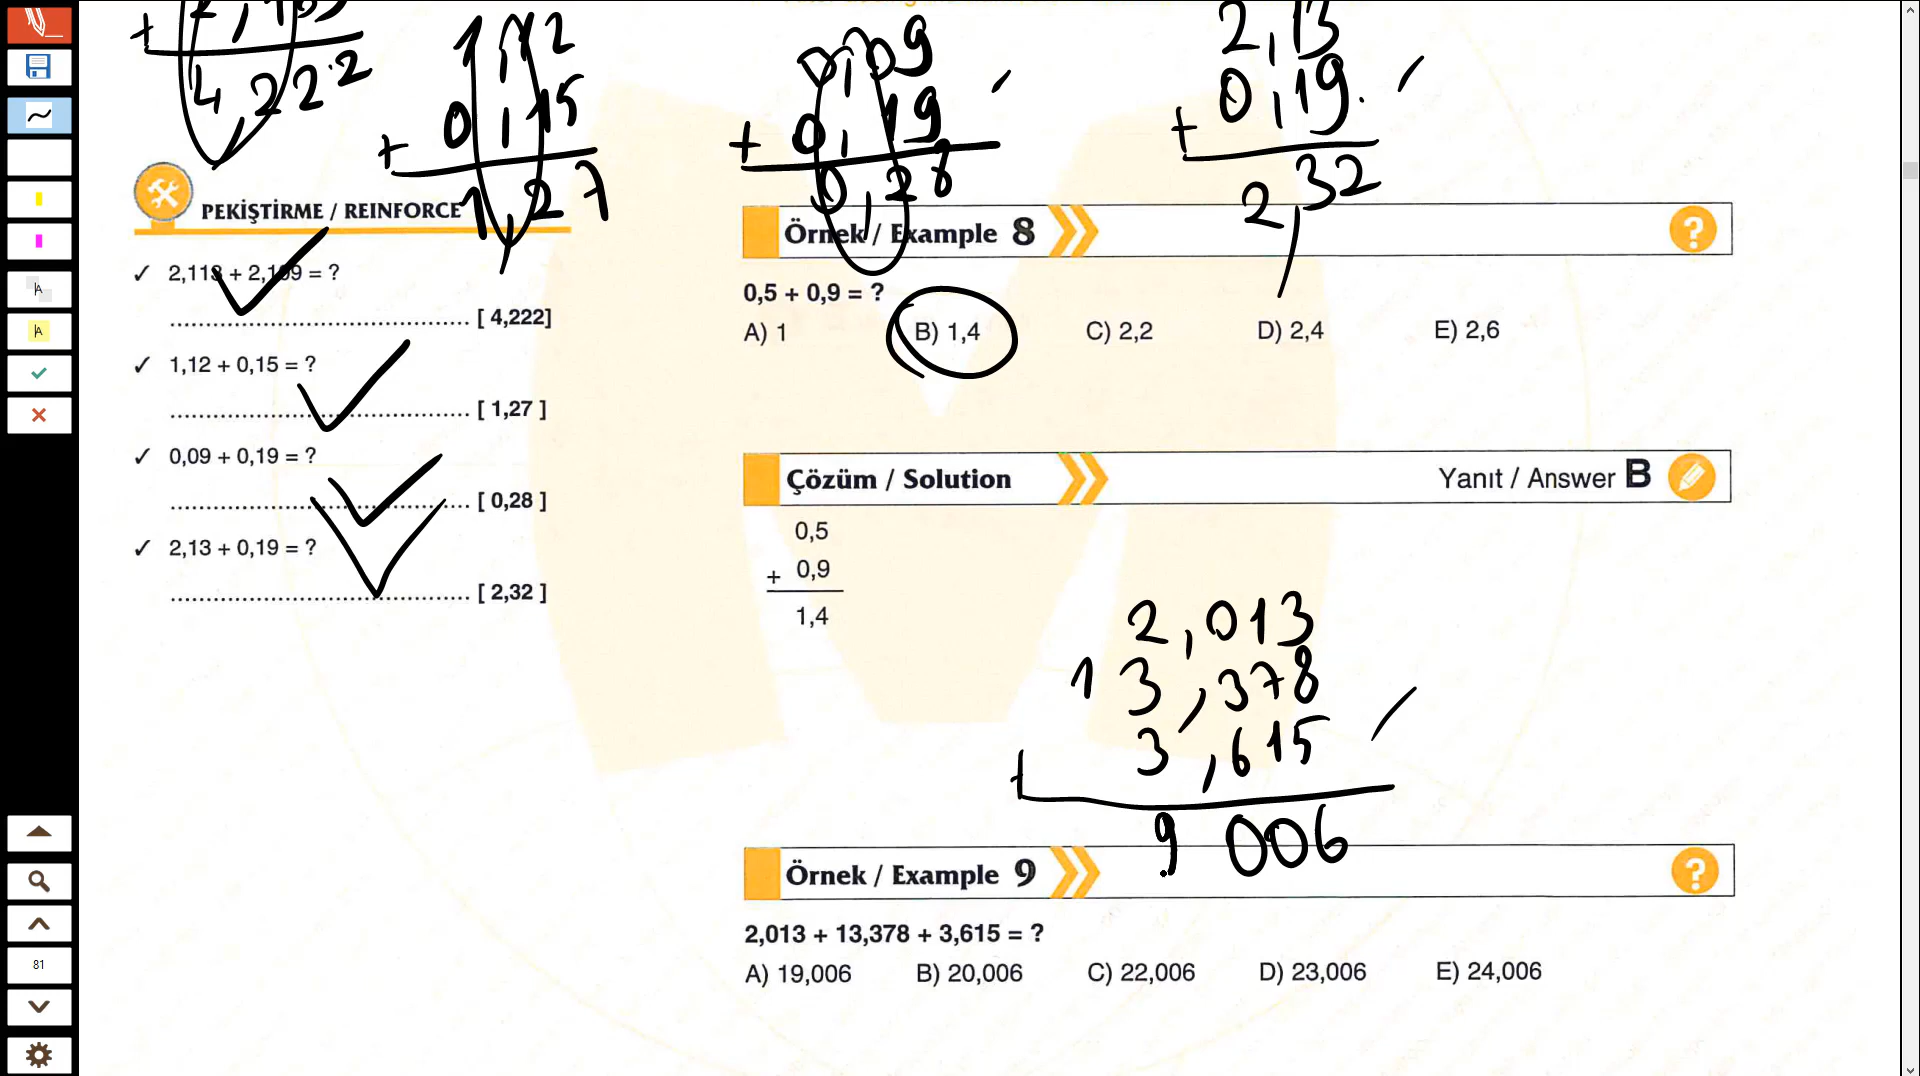 4,222
1,12
0,15
+
1,27
0,09
+ 0,19
0,28
2,13
0,19
+
2,32
PEKİŞTİRME / REINFORCE
✓ 2,113 + 2,109 = ?
[ 4,222]
✓ 1,12 + 0,15 = ?
[ 1,27 ]
✓ 0,09 + 0,19 = ?
[ 0,28 ]
✓ 2,13 + 0,19 = ?
[ 2,32 ]
Örnek / Example 8
0,5 + 0,9 = ?
A) 1 B) 1,4 C) 2,2 D) 2,4 E) 2,6
Çözüm / Solution
Yanıt / Answer B
0,5
+ 0,9
1,4
2,013
13,378
3,615
+
9 006
Örnek / Example 9
2,013 + 13,378 + 3,615 = ?
A) 19,006 B) 20,006 C) 22,006 D) 23,006 E) 24,006
A
A
81